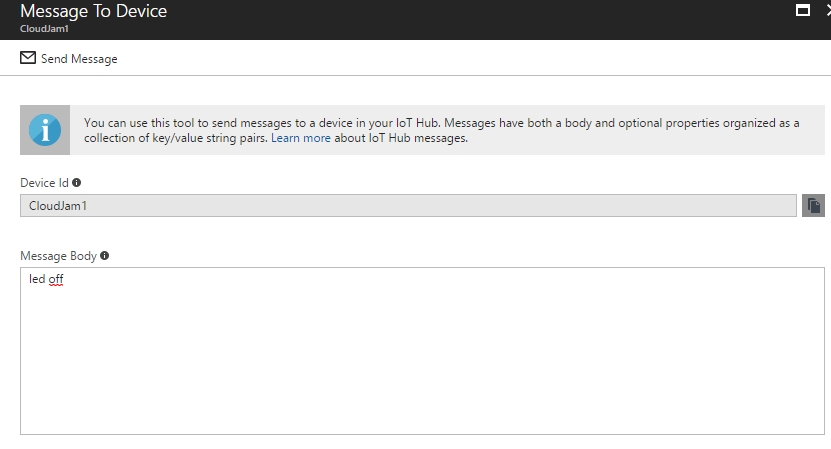 Message To Device
CloudJam1
Send Message
You can use this tool to send messages to a device in your IoT Hub. Messages have both a body and optional properties organized as a
collection of key/value string pairs. Learn more about IoT Hub messages.
Device Id
CloudJam1
Message Body
led off